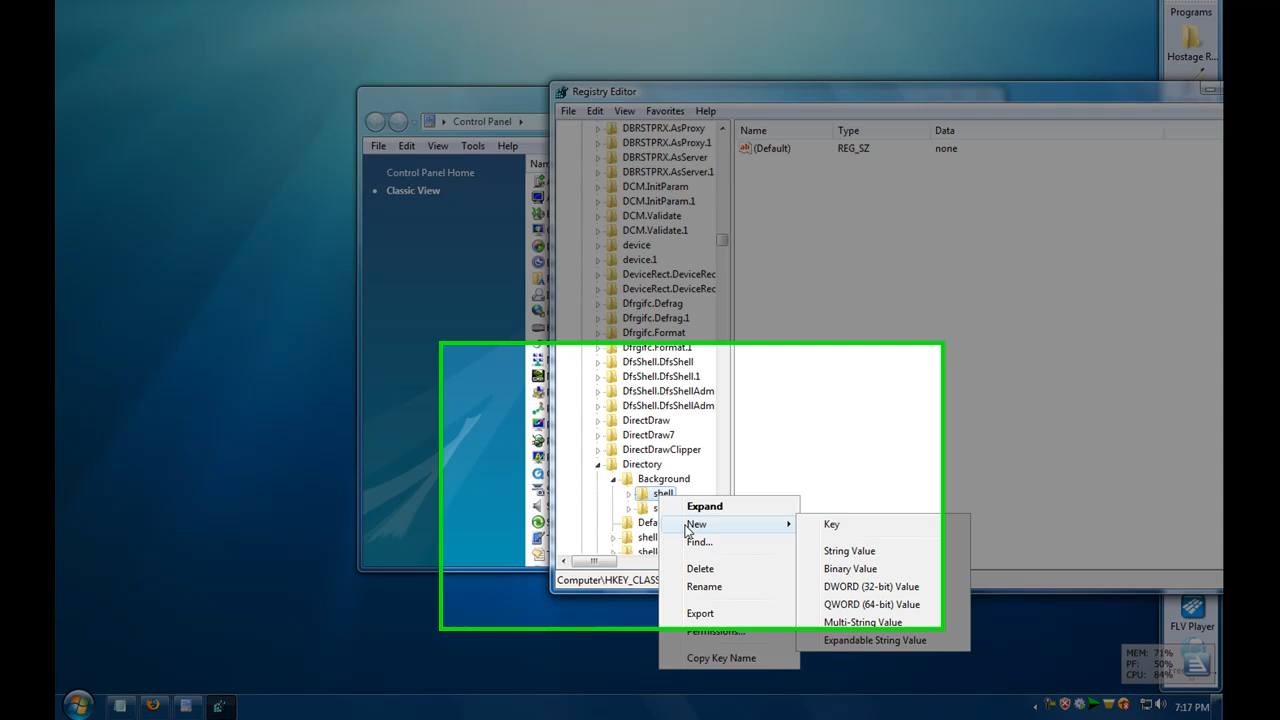 Programs
Hostage R...
Registry Editor
File Edit View Favorites Help
Control Panel
File Edit View Tools Help
Control Panel Home
Classic View
DBRSTPRX.AsProxy
DBRSTPRX.AsProxy.1
DBRSTPRX.AsServer
DBRSTPRX.AsServer.1
DCM.InitParam
DCM.InitParam.1
DCM.Validate
DCM.Validate.1
device
device.1
DeviceRect.DeviceRec
DeviceRect.DeviceRec
Dfrgifc.Defrag
Dfrgifc.Defrag.1
Dfrgifc.Format
Dfrgifc.Format.1
DfsShell.DfsShell
DfsShell.DfsShell.1
DfsShell.DfsShellAdm
DfsShell.DfsShellAdm
DirectDraw
DirectDraw7
DirectDrawClipper
Directory
Background
shell
Name Type Data
(Default) REG_SZ none
Expand
New
Find...
Delete
Rename
Export
Permissions...
Copy Key Name
Key
String Value
Binary Value
DWORD (32-bit) Value
QWORD (64-bit) Value
Multi-String Value
Expandable String Value
Computer\HKEY_CLASS
FLV Player
MEM: 71%
PF: 50%
CPU: 84%
7:17 PM